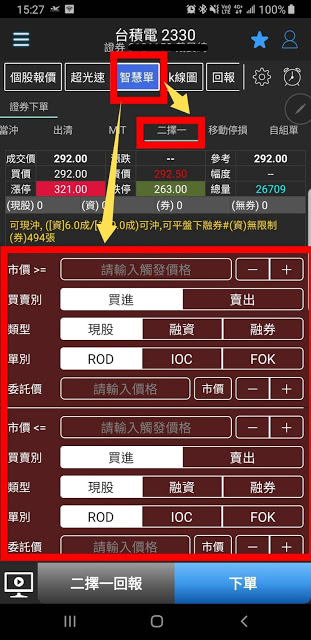 15:27 93%
台積電 2330
證券
個股報價 超光速 智慧單 k線圖 回報
證券下單
當沖 出清 MIT 二擇一 移動停損 自組單
成交價 292.00 漲跌 -- 參考 292.00
買價 292.00 賣價 292.50 幅度 --
漲停 321.00 跌停 263.00 總量 26709
(現股) 0 (資) 0 (券) 0 (無券) 0
可現沖, ([資]6.0成/[ .0成)可沖,可平盤下融券#(資)無限制
(券)494張
市價 >= 請輸入觸發價格 − +
買賣別 買進 賣出
類型 現股 融資 融券
單別 ROD IOC FOK
委託價 請輸入價格 市價 − +
市價 <= 請輸入觸發價格 − +
買賣別 買進 賣出
類型 現股 融資 融券
單別 ROD IOC FOK
委託價 請輸入價格 市價 − +
二擇一回報 下單